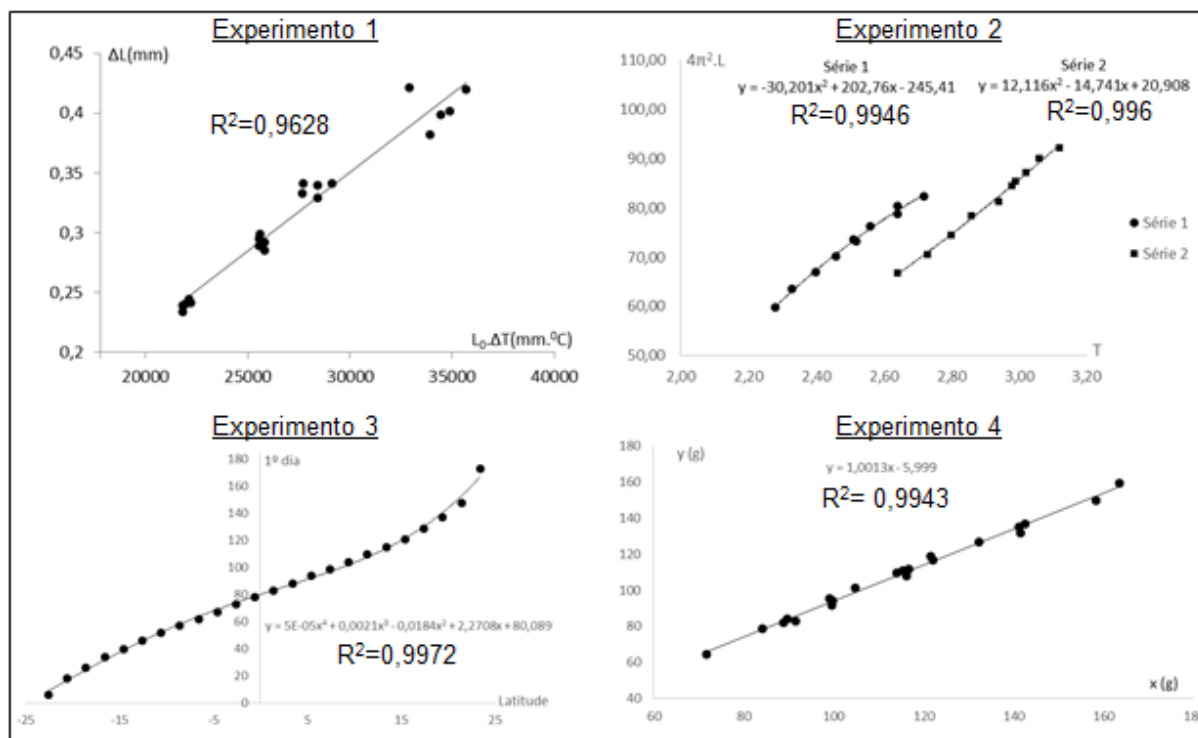 Experimento 1
ΔL(mm)
0,45
0,4
0,35
0,3
0,25
0,2
R²=0,9628
L₀.ΔT(mm.⁰C)
20000 25000 30000 35000 40000
Experimento 2
110,00
100,00
90,00
80,00
70,00
60,00
50,00
4π².L
Série 1
y = -30,201x² + 202,76x - 245,41
R²=0,9946
Série 2
y = 12,116x² - 14,741x + 20,908
R²=0,996
Série 1
Série 2
T
2,00 2,20 2,40 2,60 2,80 3,00 3,20
Experimento 3
1º dia
180
160
140
120
100
80
60
40
20
0
y = 5E-05x⁴ + 0,0021x³ - 0,0184x² + 2,2708x + 80,089
R²=0,9972
Latitude
-25 -15 -5 5 15 25
Experimento 4
180
160
140
120
100
80
60
40
y (g)
y = 1,0013x - 5,999
R²= 0,9943
x (g)
60 80 100 120 140 160 180